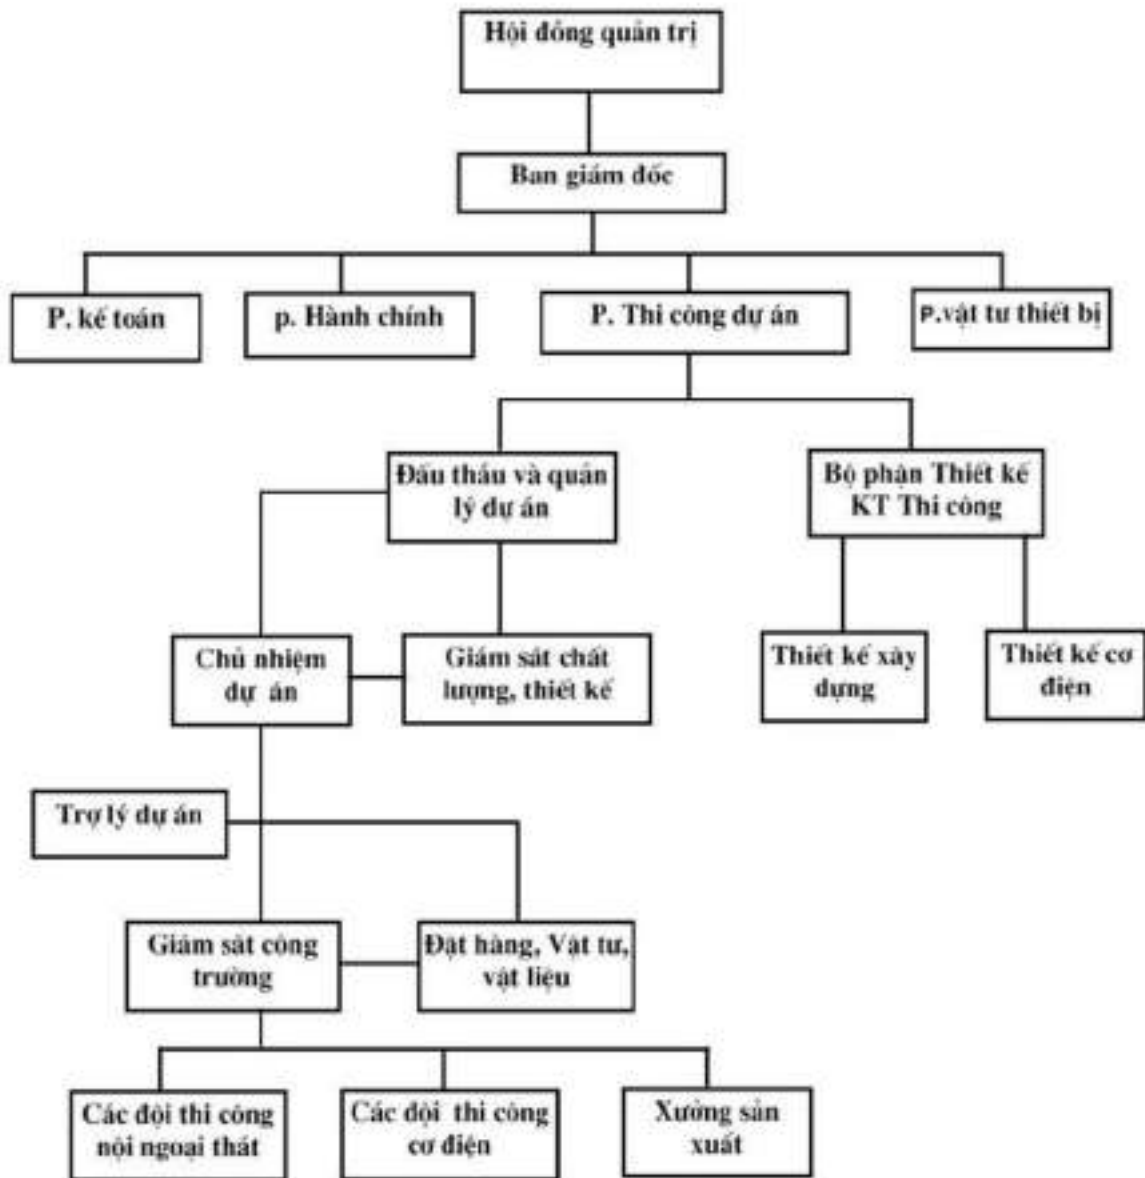 Hội đồng quản trị
Ban giám đốc
P. kế toán
p. Hành chính
P. Thi công dự án
P.vật tư thiết bị
Đấu thầu và quản
lý dự án
Bộ phận Thiết kế
KT Thi công
Chủ nhiệm
dự án
Giám sát chất
lượng, thiết kế
Thiết kế xây
dựng
Thiết kế cơ
điện
Trợ lý dự án
Giám sát công
trường
Đặt hàng, Vật tư,
vật liệu
Các đội thi công
nội ngoại thất
Các đội thi công
cơ điện
Xưởng sản
xuất